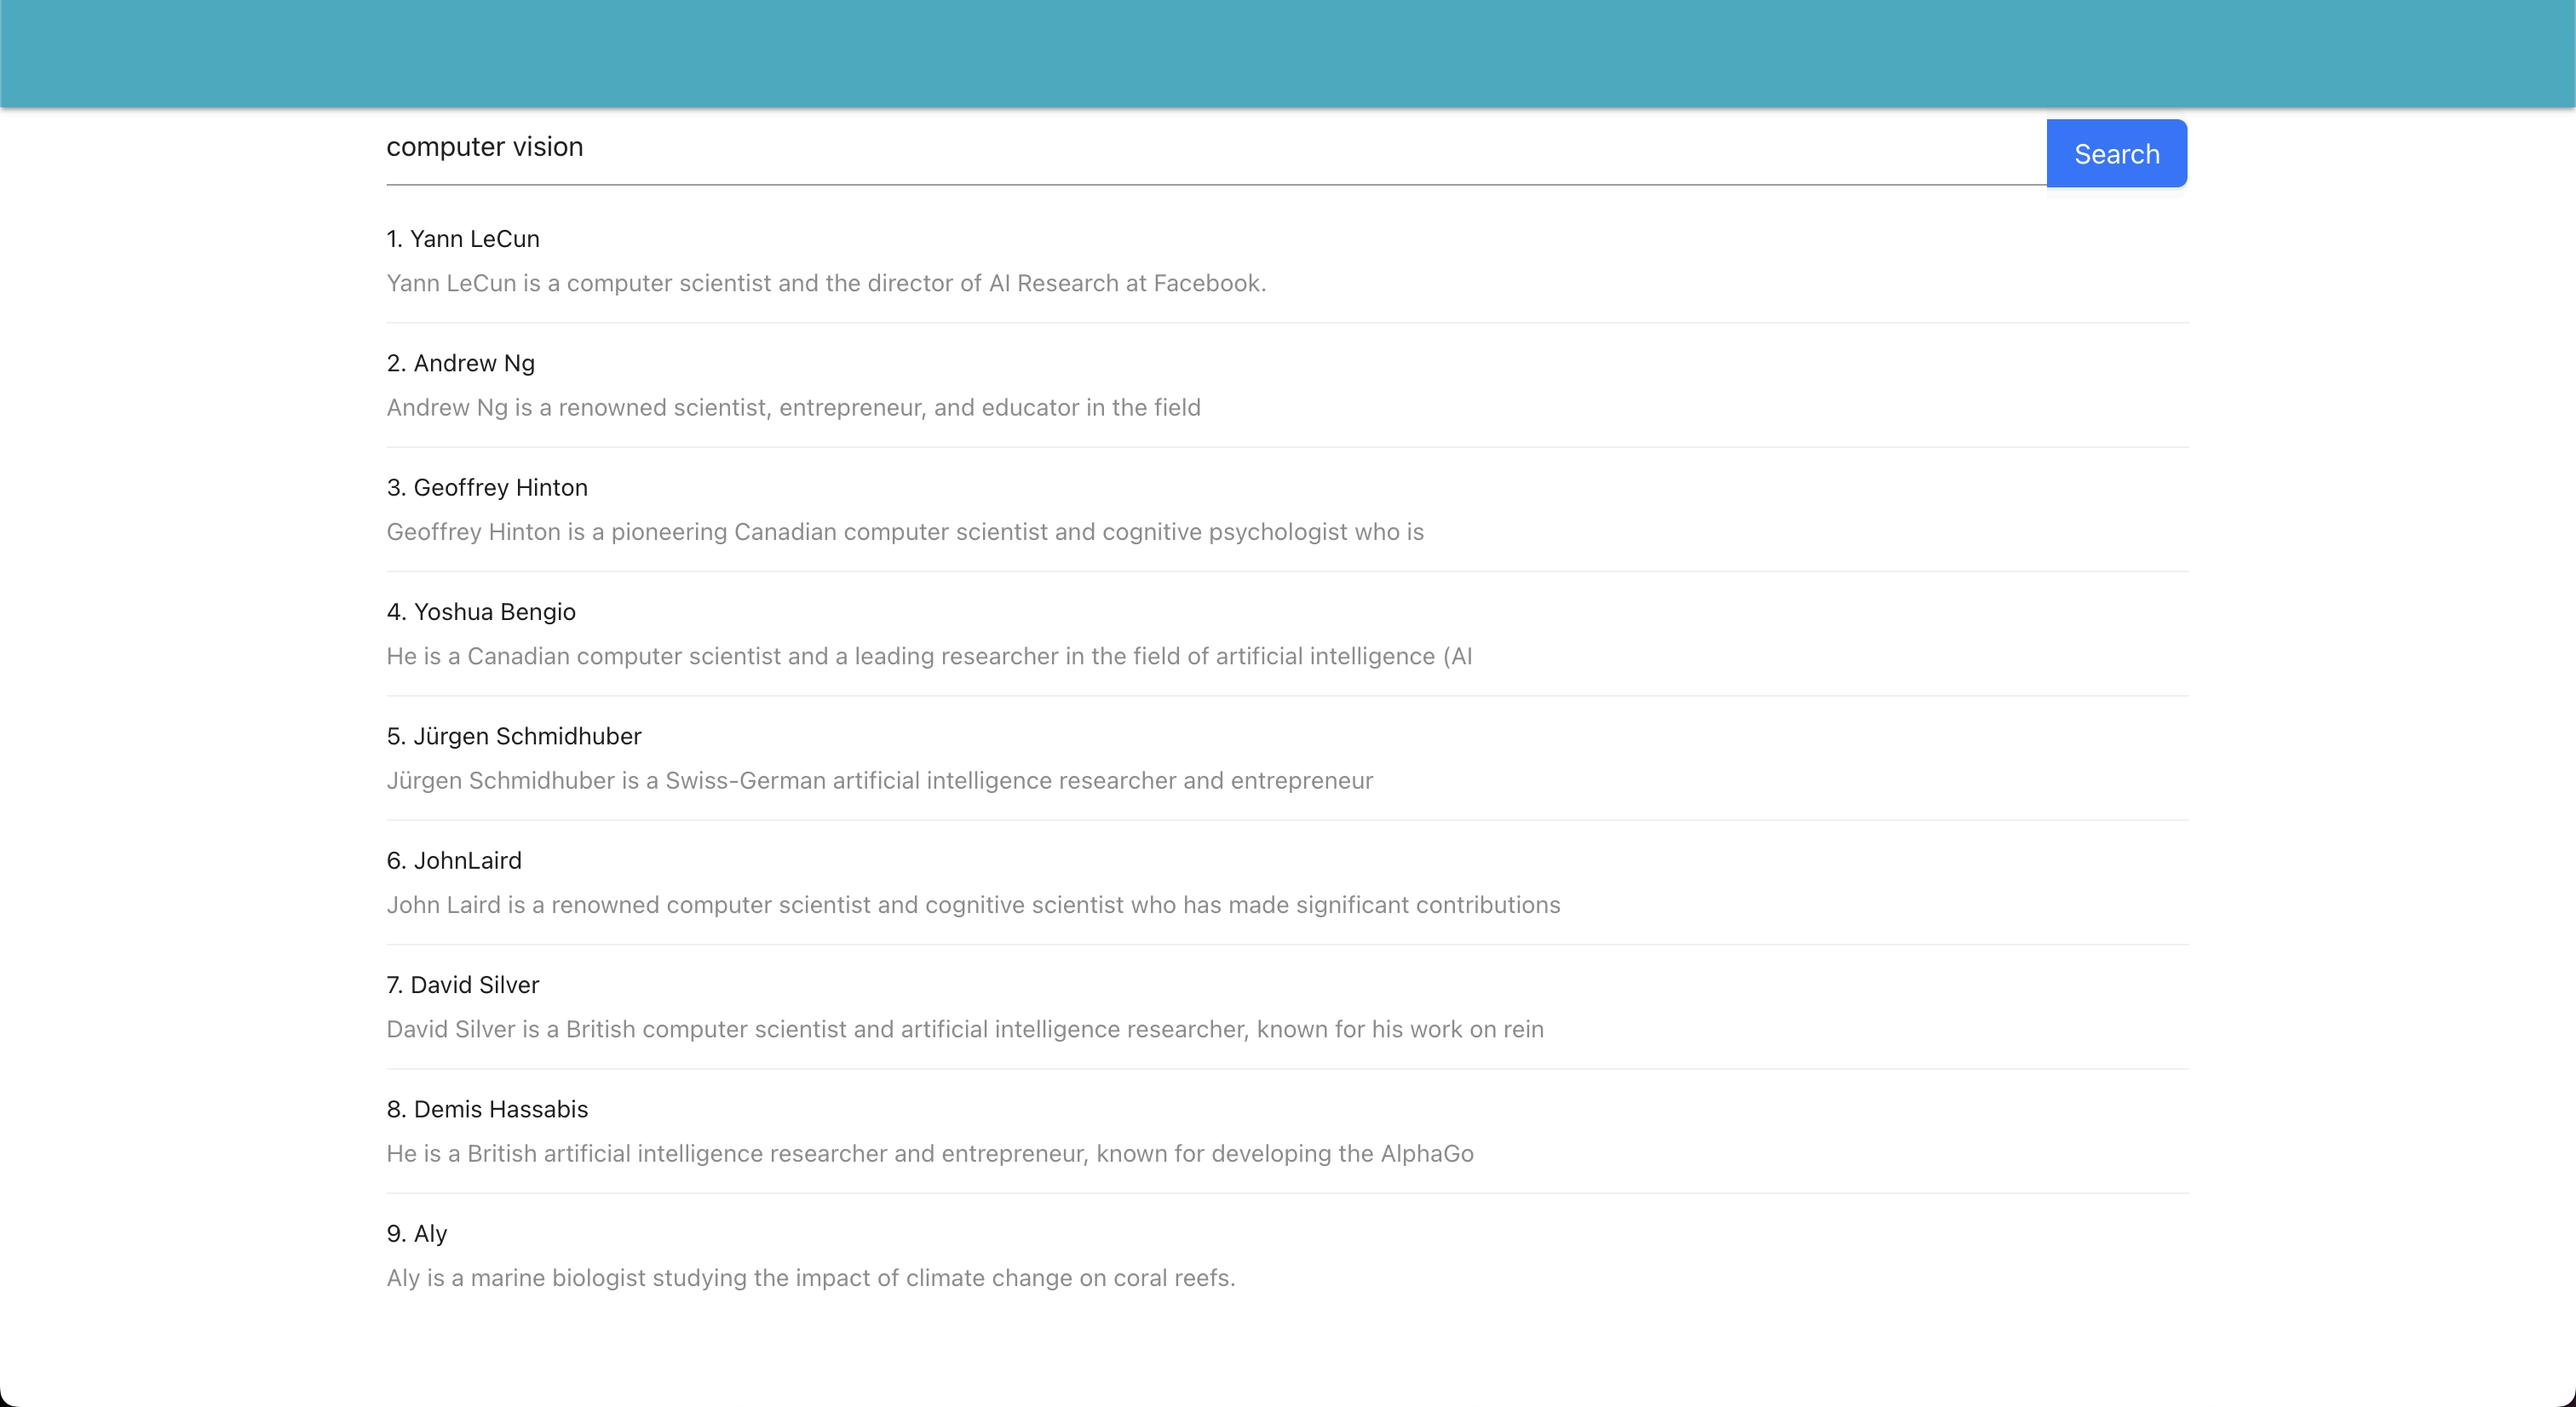 computer vision
Search
1. Yann LeCun
Yann LeCun is a computer scientist and the director of AI Research at Facebook.
2. Andrew Ng
Andrew Ng is a renowned scientist, entrepreneur, and educator in the field
3. Geoffrey Hinton
Geoffrey Hinton is a pioneering Canadian computer scientist and cognitive psychologist who is
4. Yoshua Bengio
He is a Canadian computer scientist and a leading researcher in the field of artificial intelligence (AI
5. Jürgen Schmidhuber
Jürgen Schmidhuber is a Swiss-German artificial intelligence researcher and entrepreneur
6. JohnLaird
John Laird is a renowned computer scientist and cognitive scientist who has made significant contributions
7. David Silver
David Silver is a British computer scientist and artificial intelligence researcher, known for his work on rein
8. Demis Hassabis
He is a British artificial intelligence researcher and entrepreneur, known for developing the AlphaGo
9. Aly
Aly is a marine biologist studying the impact of climate change on coral reefs.